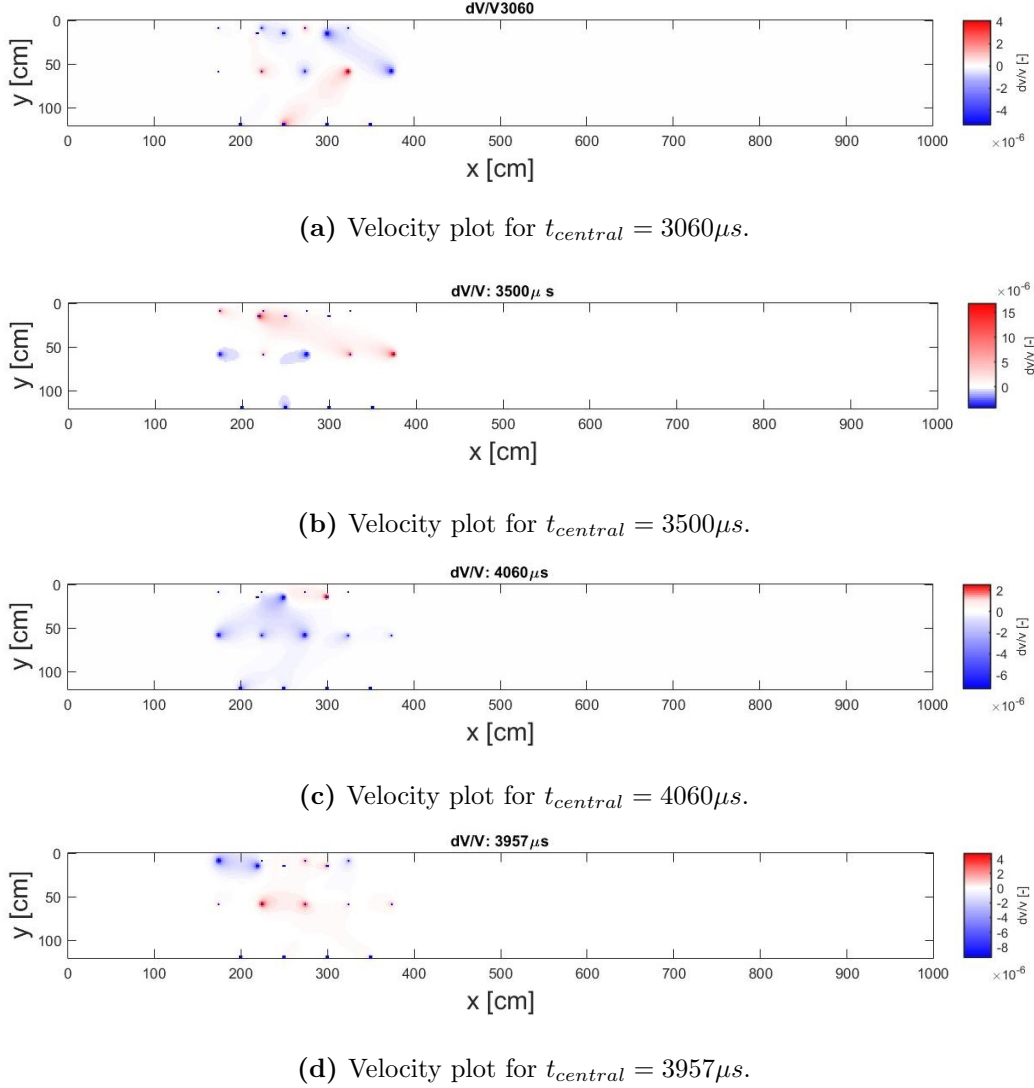 dV/V3060
0
50
100
y [cm]
0 100 200 300 400 500 600 700 800 900 1000
x [cm]
4
2
0
-2
-4
dv/v [-]
×10⁻⁶
(a) Velocity plot for t_central = 3060μs.
dV/V: 3500μ s
0
50
100
y [cm]
0 100 200 300 400 500 600 700 800 900 1000
x [cm]
×10⁻⁶
15
10
5
0
dv/v [-]
(b) Velocity plot for t_central = 3500μs.
dV/V: 4060μs
0
50
100
y [cm]
0 100 200 300 400 500 600 700 800 900 1000
x [cm]
2
0
-2
-4
-6
dv/v [-]
×10⁻⁶
(c) Velocity plot for t_central = 4060μs.
dV/V: 3957μs
0
50
100
y [cm]
0 100 200 300 400 500 600 700 800 900 1000
x [cm]
4
2
0
-2
-4
-6
-8
dv/v [-]
×10⁻⁶
(d) Velocity plot for t_central = 3957μs.